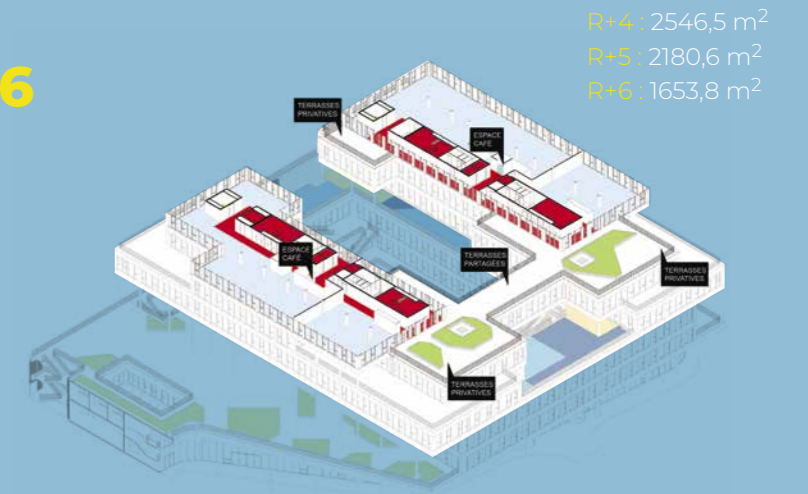 R+4 : 2546,5 m²
R+5 : 2180,6 m²
R+6 : 1653,8 m²
6
TERRASSES
PRIVATIVES
ESPACE
CAFÉ
ESPACE
CAFÉ
TERRASSES
PARTAGÉES
TERRASSES
PRIVATIVES
TERRASSES
PRIVATIVES